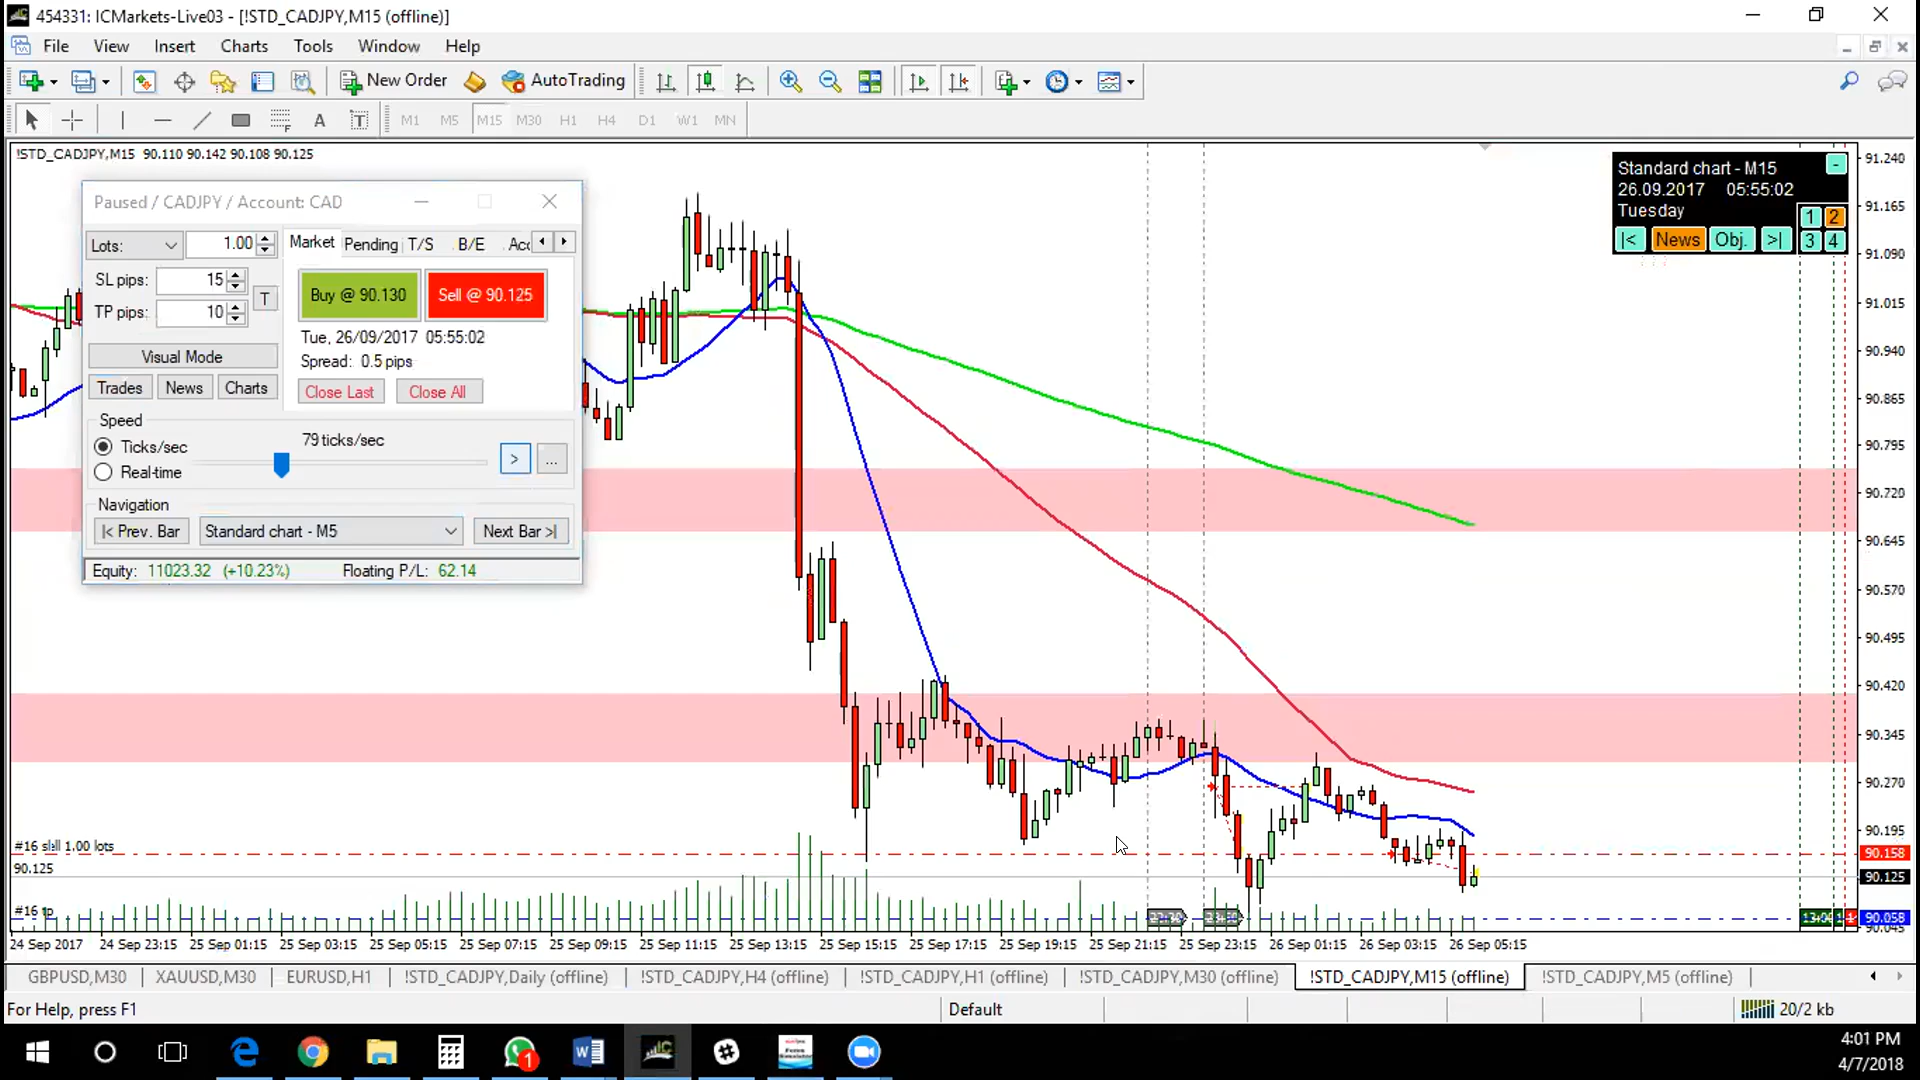 454331: ICMarkets-Live03 - [!STD_CADJPY,M15 (offline)]
File View Insert Charts Tools Window Help
New Order AutoTrading
A T M1 M5 M15 M30 H1 H4 D1 W1 MN
!STD_CADJPY,M15 90.110 90.142 90.108 90.125
Paused / CADJPY / Account: CAD
Lots: 1.00 Market Pending T/S B/E Acc
SL pips: 15
TP pips: 10
T
Buy @ 90.130 Sell @ 90.125
Tue, 26/09/2017 05:55:02
Spread: 0.5 pips
Visual Mode
Trades News Charts Close Last Close All
Speed
Ticks/sec 79 ticks/sec
Real-time > ...
Navigation
|< Prev. Bar Standard chart - M5 Next Bar >|
Equity: 11023.32 (+10.23%) Floating P/L: 62.14
Standard chart - M15 -
26.09.2017 05:55:02
Tuesday 1 2
|< News Obj. >| 3 4
91.240
91.165
91.090
91.015
90.940
90.865
90.795
90.720
90.645
90.570
90.495
90.420
90.345
90.270
90.195
#16 sell 1.00 lots 90.158
90.125 90.125
#16 tp 90.058
90.045
24 Sep 2017 24 Sep 23:15 25 Sep 01:15 25 Sep 03:15 25 Sep 05:15 25 Sep 07:15 25 Sep 09:15 25 Sep 11:15 25 Sep 13:15 25 Sep 15:15 25 Sep 17:15 25 Sep 19:15 25 Sep 21:15 25 Sep 23:15 26 Sep 01:15 26 Sep 03:15 26 Sep 05:15
GBPUSD,M30 XAUUSD,M30 EURUSD,H1 !STD_CADJPY,Daily (offline) !STD_CADJPY,H4 (offline) !STD_CADJPY,H1 (offline) !STD_CADJPY,M30 (offline) !STD_CADJPY,M15 (offline) !STD_CADJPY,M5 (offline)
For Help, press F1 Default 20/2 kb
4:01 PM
4/7/2018